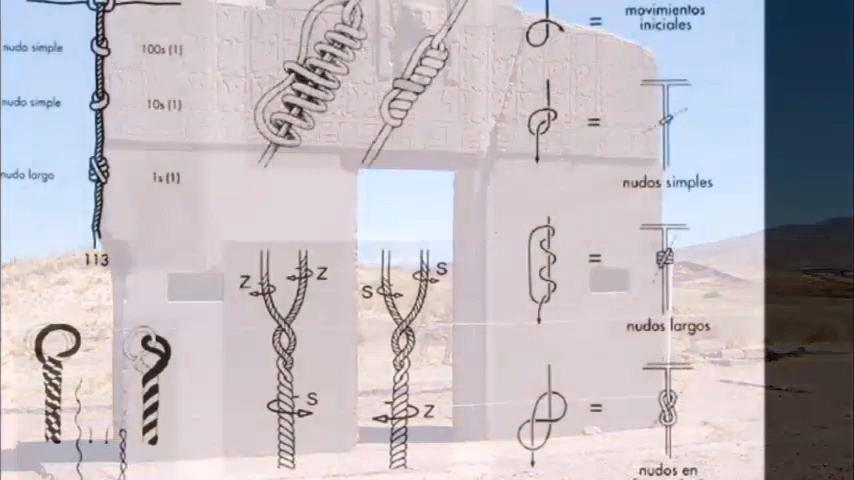 movimientos
iniciales
=
nudo simple
100s (1)
nudo simple
10s (1)
=
nudos simples
nudo largo
1s (1)
=
113
Z
Z
S
S
nudos largos
S
Z
=
nudos en